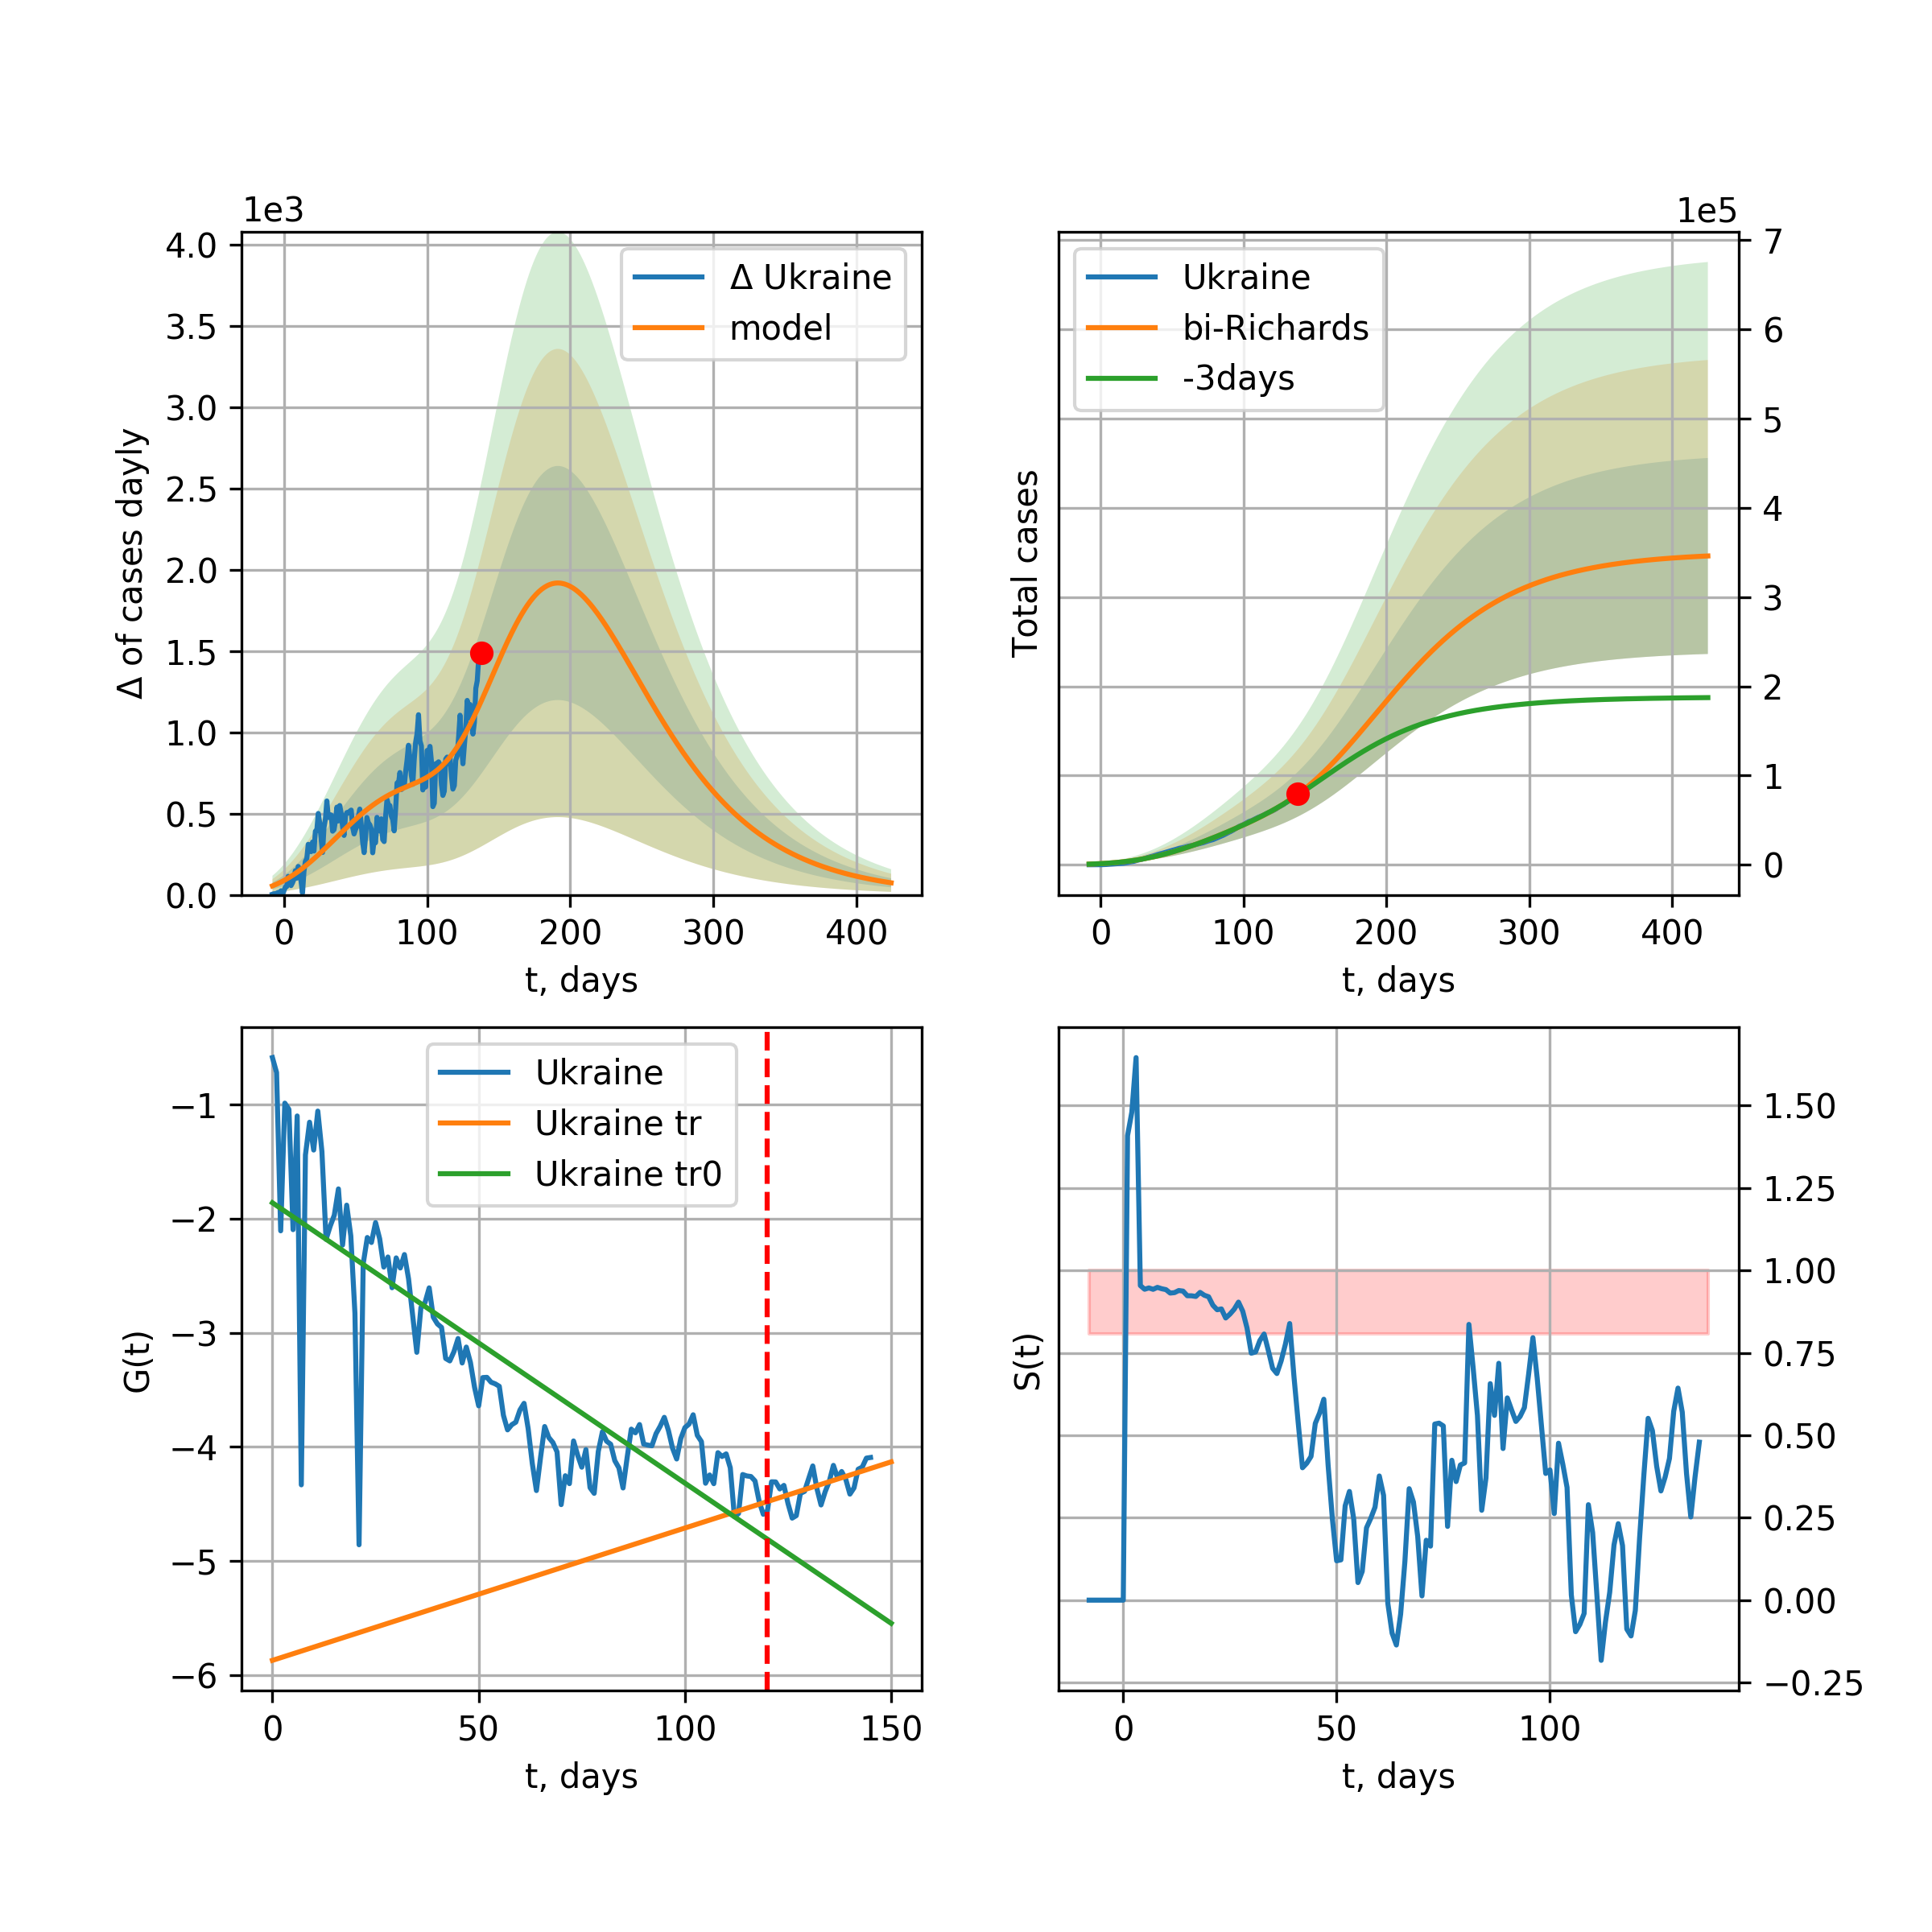 1e3
4.0
3.5
3.0
2.5
2.0
1.5
1.0
0.5
0.0
Δ of cases dayly
Δ Ukraine
model
0 100 200 300 400
t, days
1e5
7
6
5
4
3
2
1
0
Total cases
Ukraine
bi-Richards
-3days
0 100 200 300 400
t, days
−1
−2
−3
−4
−5
−6
G(t)
Ukraine
Ukraine tr
Ukraine tr0
0 50 100 150
t, days
1.50
1.25
1.00
0.75
0.50
0.25
0.00
−0.25
S(t)
0 50 100
t, days